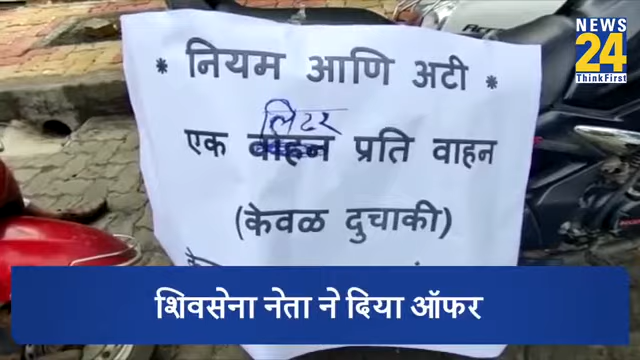 NEWS
24
ThinkFirst
* नियम आणि अटी *
लिटर
एक वाहन प्रति वाहन
(केवळ दुचाकी)
शिवसेना नेता ने दिया ऑफर